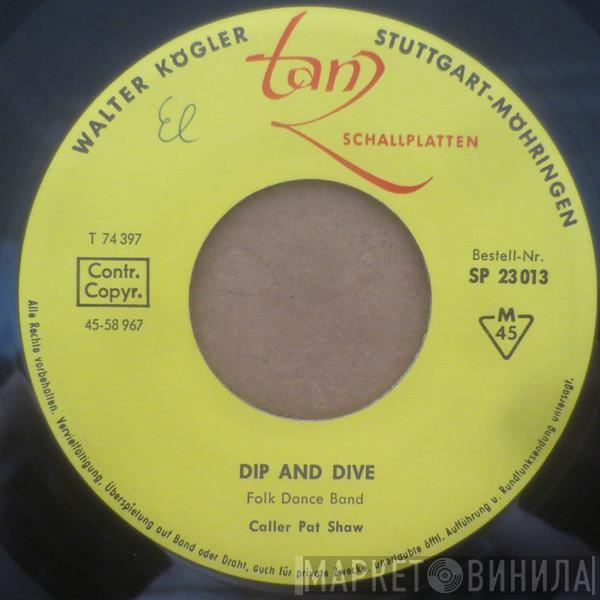 WALTER KÖGLER
tanz
STUTTGART-MÖHRINGEN
SCHALLPLATTEN
El
T 74 397
Contr.
Copyr.
45-58 967
Bestell-Nr.
SP 23 013
M
45
DIP AND DIVE
Folk Dance Band
Caller Pat Shaw
Alle Rechte vorbehalten. Vervielfältigung, Überspielung auf Band oder Draht, auch für private Zwecke, unerlaubte öfftl. Aufführung u. Rundfunksendung untersagt.
МАРКЕТ ВИНИЛА